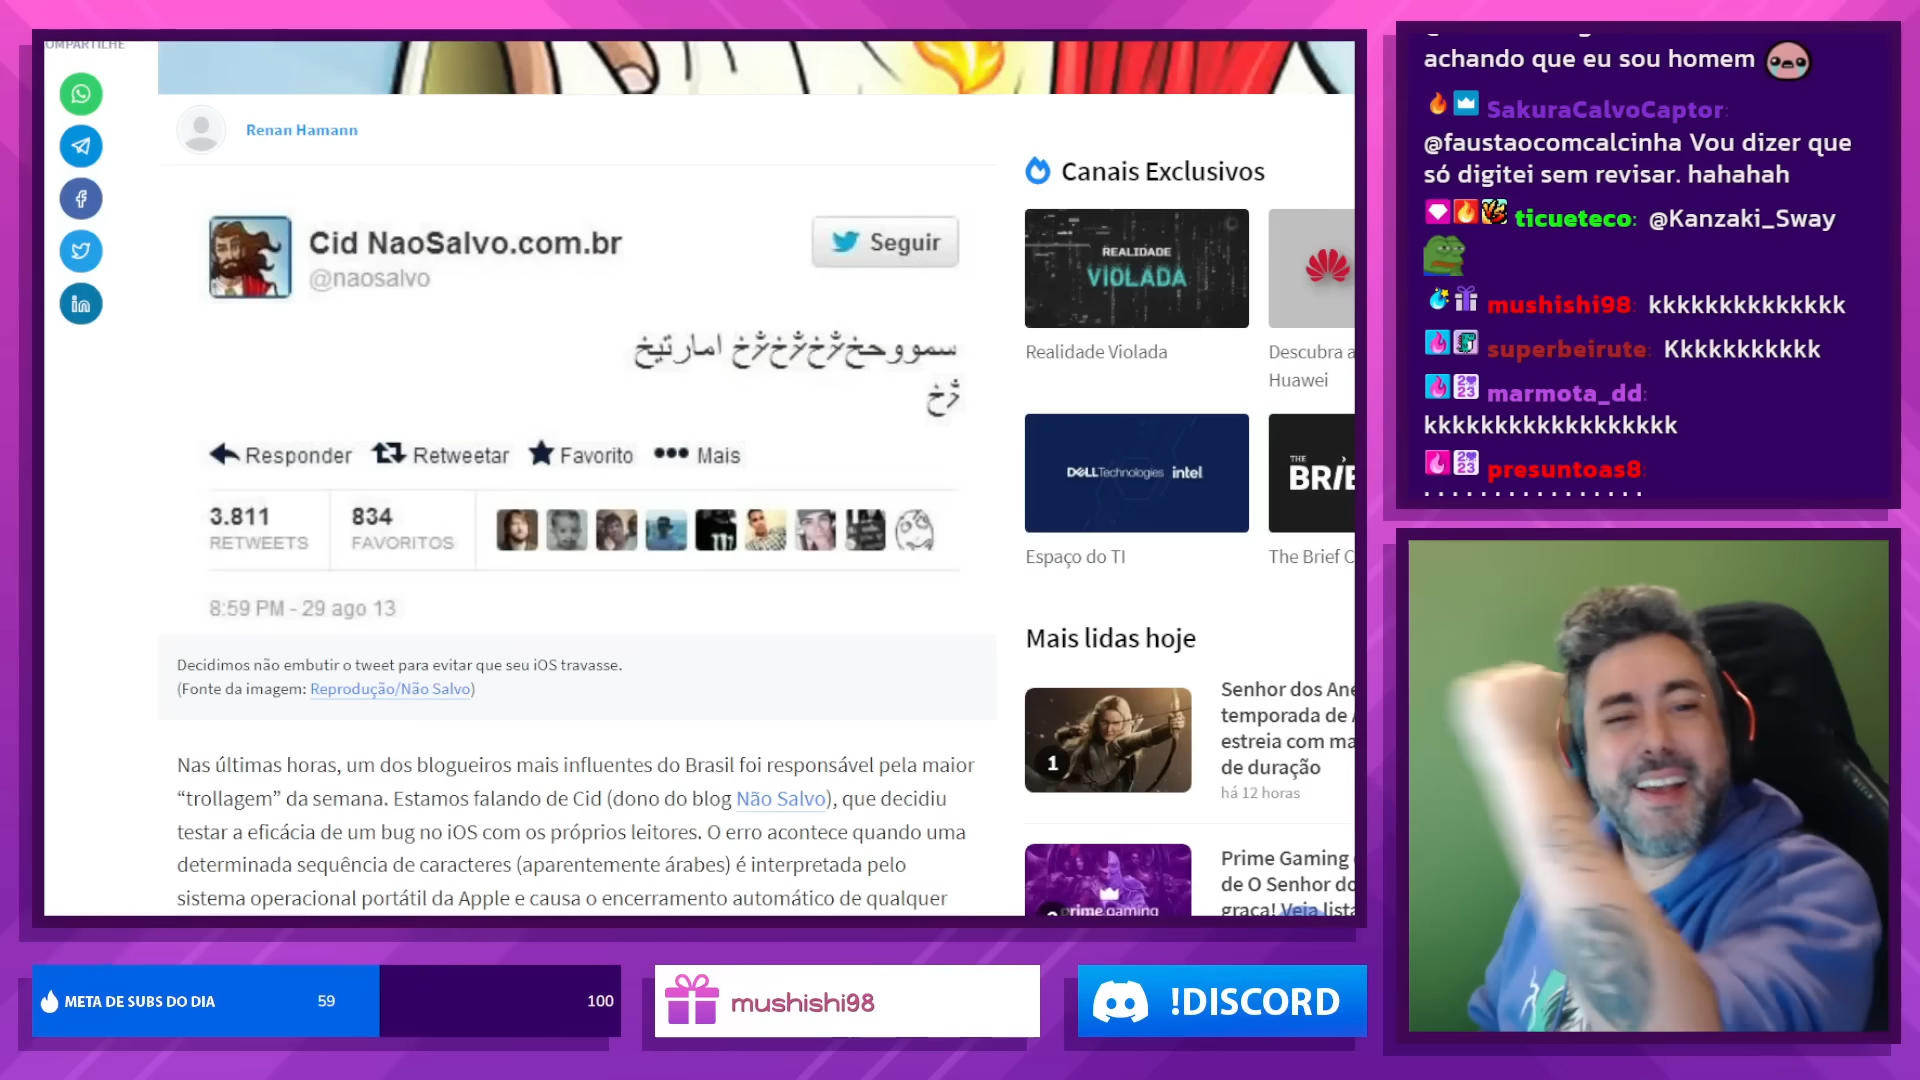 OMPARTILHE
Renan Hamann
Cid NaoSalvo.com.br
@naosalvo
Seguir
Responder Retweetar Favorito Mais
3.811
RETWEETS
834
FAVORITOS
8:59 PM - 29 ago 13
Decidimos não embutir o tweet para evitar que seu iOS travasse.
(Fonte da imagem: Reprodução/Não Salvo)
Nas últimas horas, um dos blogueiros mais influentes do Brasil foi responsável pela maior
“trollagem” da semana. Estamos falando de Cid (dono do blog Não Salvo), que decidiu
testar a eficácia de um bug no iOS com os próprios leitores. O erro acontece quando uma
determinada sequência de caracteres (aparentemente árabes) é interpretada pelo
sistema operacional portátil da Apple e causa o encerramento automático de qualquer
Canais Exclusivos
REALIDADE
VIOLADA
Realidade Violada
Descubra a
Huawei
DELLTechnologies intel
Espaço do TI
THE
BRIE
The Brief C
Mais lidas hoje
1
Senhor dos Ane
temporada de
estreia com ma
de duração
há 12 horas
prime gaming
Prime Gaming
de O Senhor do
graça! Veja lista
achando que eu sou homem
SakuraCalvoCaptor:
@faustaocomcalcinha Vou dizer que
só digitei sem revisar. hahahah
ticueteco: @Kanzaki_Sway
mushishi98: kkkkkkkkkkkkkk
superbeirute: Kkkkkkkkkkk
marmota_dd:
kkkkkkkkkkkkkkkkkk
presuntoas8:
META DE SUBS DO DIA 59 100
mushishi98
!DISCORD